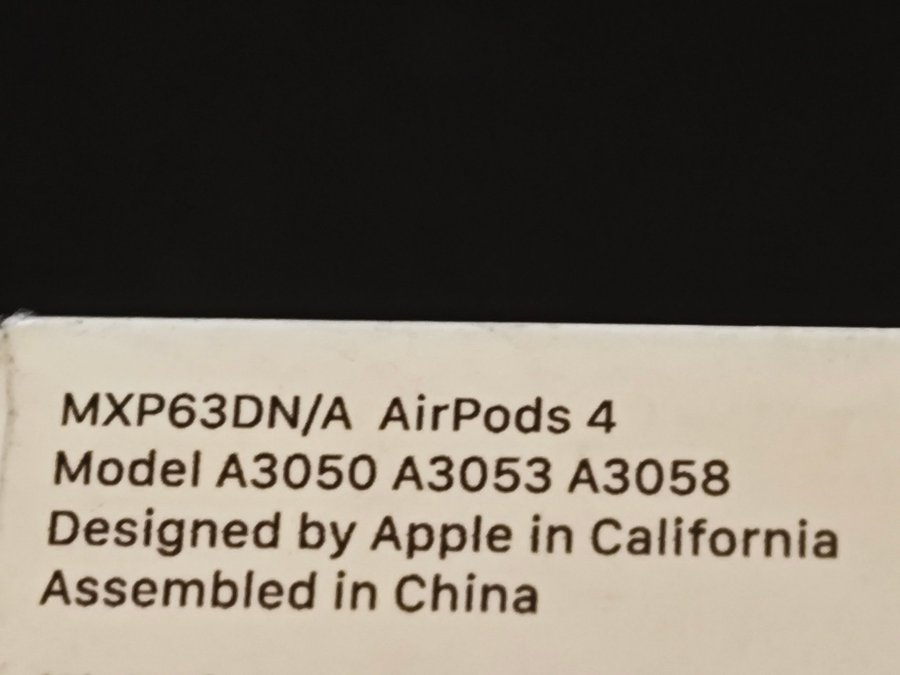 MXP63DN/A AirPods 4
Model A3050 A3053 A3058
Designed by Apple in California
Assembled in China